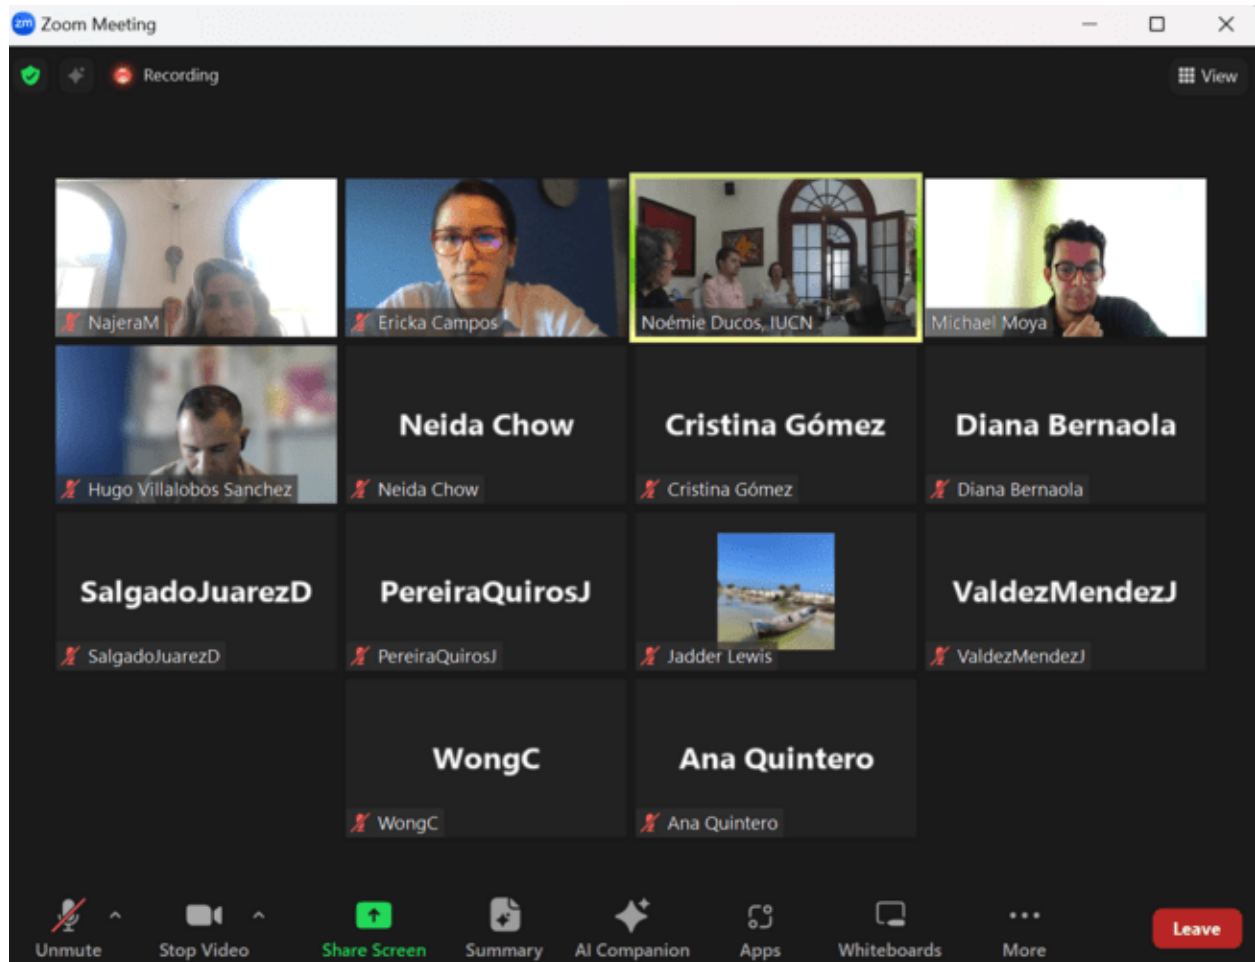 zm Zoom Meeting
Recording
View
NajeraM
Ericka Campos
Noémie Ducos, IUCN
Michael Moya
Hugo Villalobos Sanchez
Neida Chow
Neida Chow
Cristina Gómez
Cristina Gómez
Diana Bernaola
Diana Bernaola
SalgadoJuarezD
SalgadoJuarezD
PereiraQuirosJ
PereiraQuirosJ
Jadder Lewis
ValdezMendezJ
ValdezMendezJ
WongC
WongC
Ana Quintero
Ana Quintero
Unmute
Stop Video
Share Screen
Summary
AI Companion
Apps
Whiteboards
More
Leave